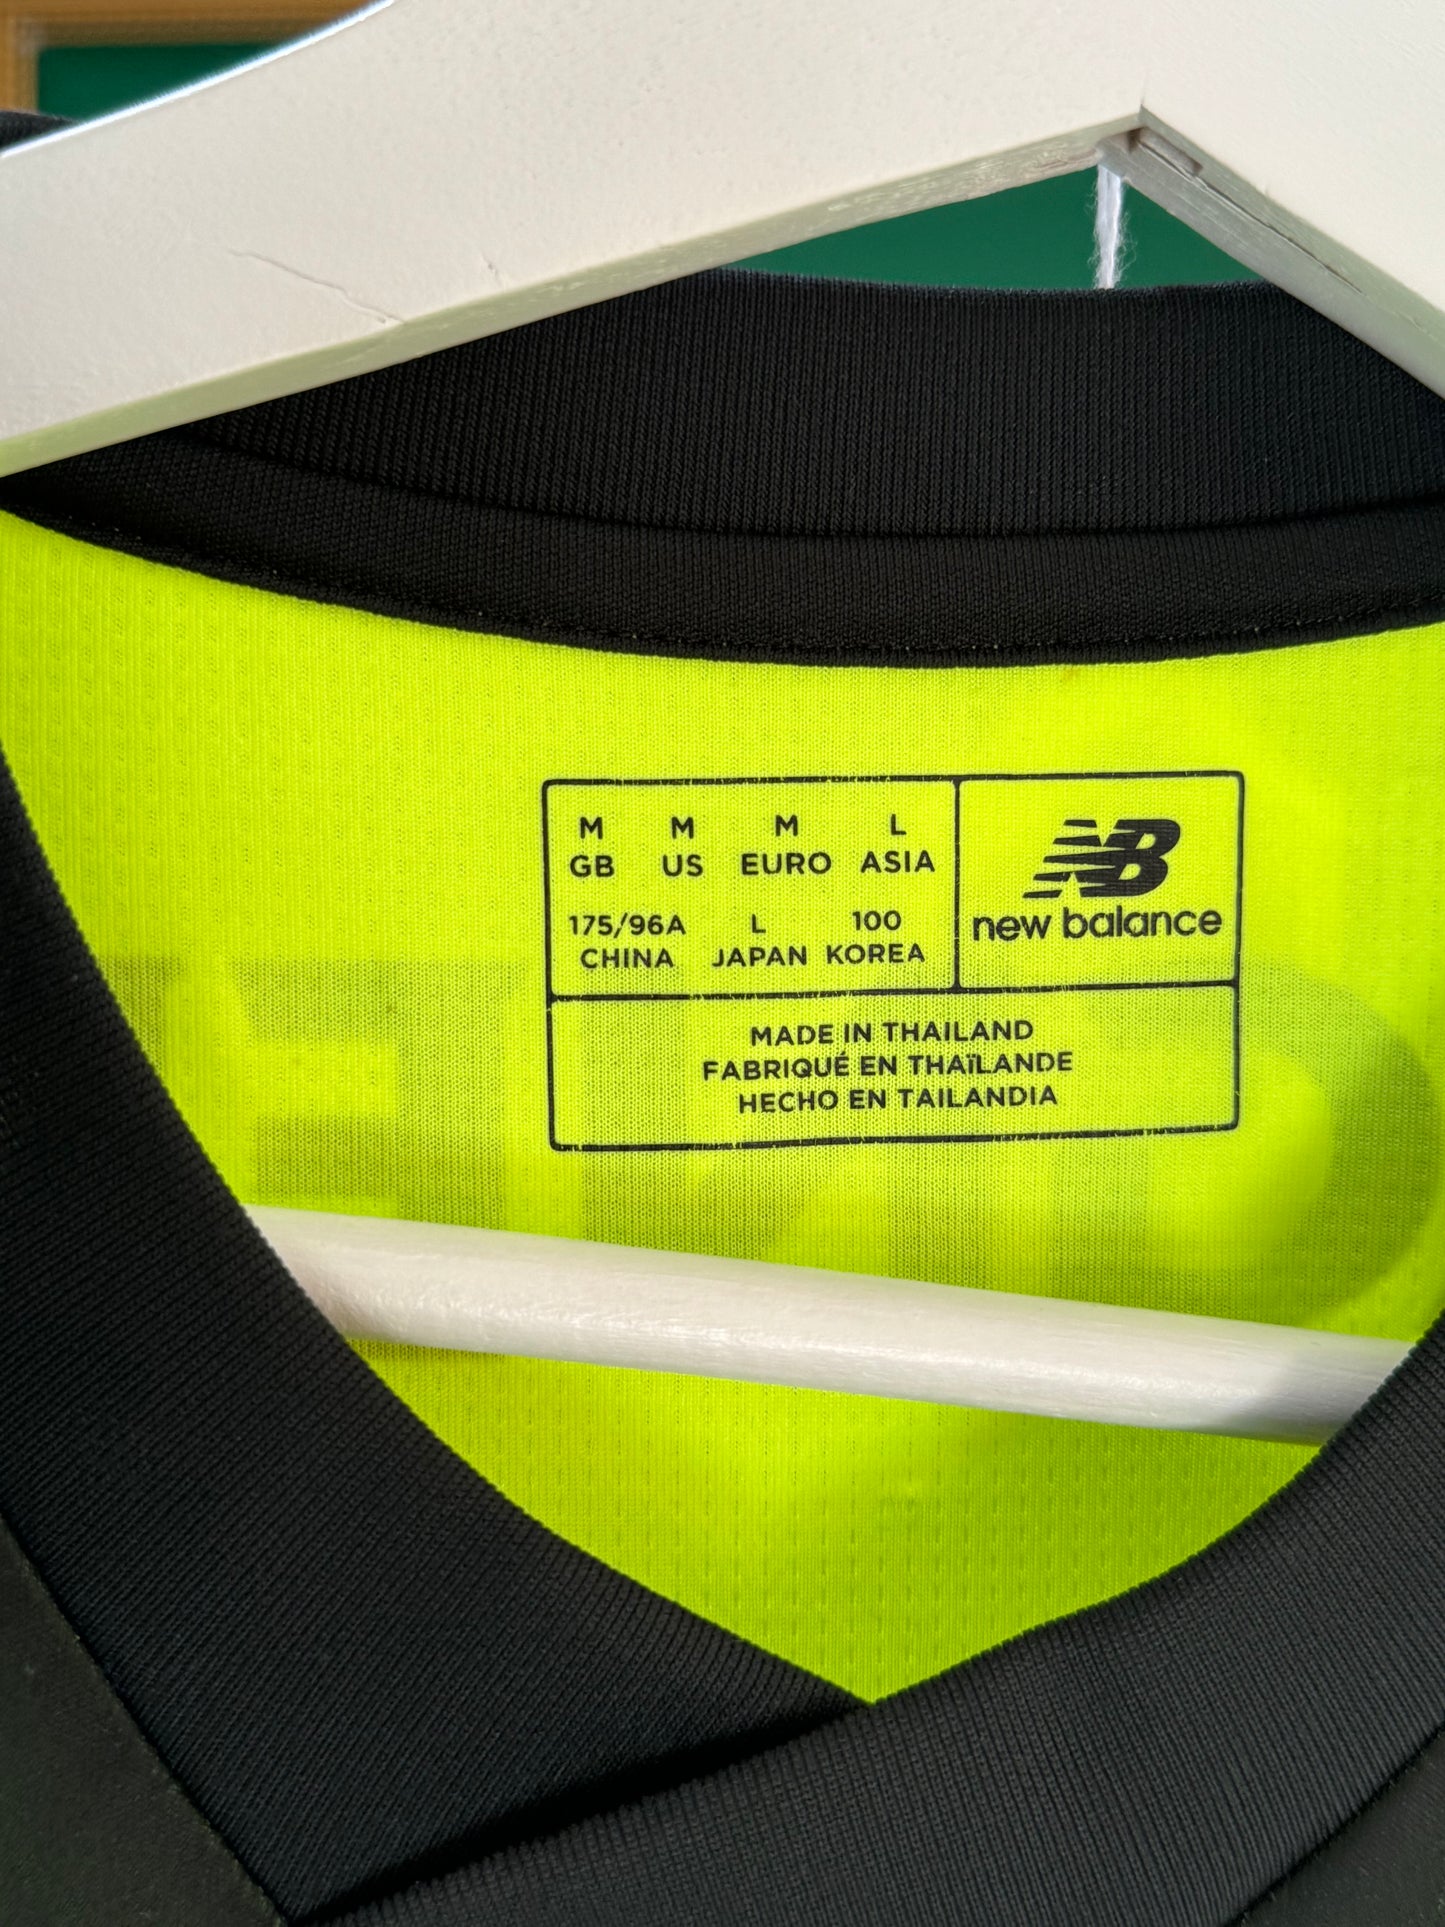 M M M L
GB US EURO ASIA
175/96A L 100
CHINA JAPAN KOREA
NB
new balance
MADE IN THAILAND
FABRIQUÉ EN THAÏLANDE
HECHO EN TAILANDIA